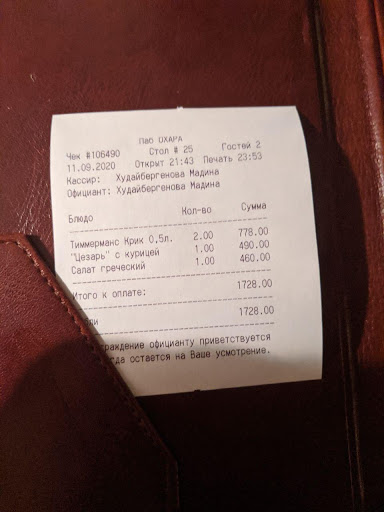 Паб ОХАРА
Чек #106490 Стол # 25 Гостей 2
11.09.2020 Открыт 21:43 Печать 23:53
Кассир: Худайбергенова Мадина
Официант: Худайбергенова Мадина
Блюдо Кол-во Сумма
Тиммерманс Крик 0,5л. 2.00 778.00
"Цезарь" с курицей 1.00 490.00
Салат греческий 1.00 460.00
Итого к оплате: 1728.00
1728.00
официанту приветствуется
остается на Ваше усмотрение.